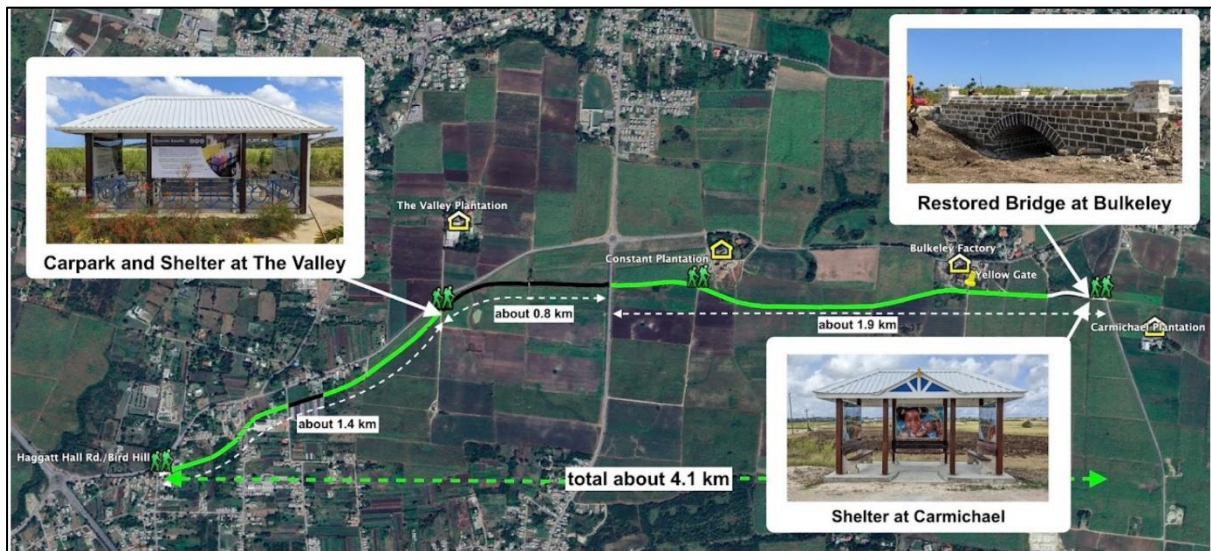 Carpark and Shelter at The Valley
Restored Bridge at Bulkeley
The Valley Plantation
Constant Plantation
Bulkeley Factory
Yellow Gate
Carmichael Plantation
about 0.8 km
about 1.9 km
about 1.4 km
Haggatt Hall Rd./Bird Hill
total about 4.1 km
Shelter at Carmichael